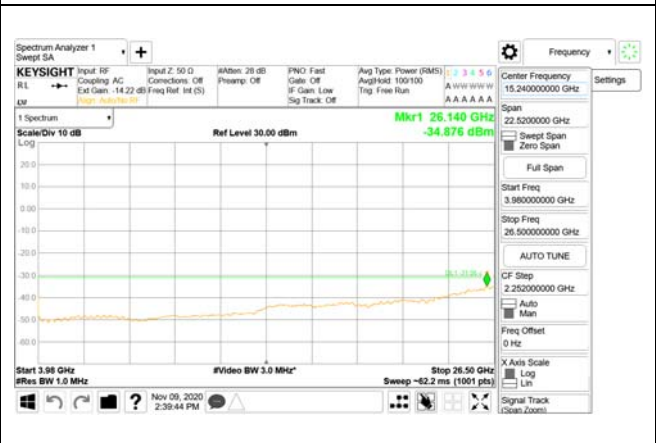 Spectrum Analyzer 1
Swept SA
+
Frequency
KEYSIGHT
RL
Input: RF
Coupling: AC
Ext Gain: -14.22 dB
Align: Auto/No RF
Input Z: 50 Ω
Corrections: Off
Freq Ref: Int (S)
#Atten: 28 dB
Preamp: Off
PNO: Fast
Gate: Off
IF Gain: Low
Sig Track: Off
Avg Type: Power (RMS)
Avg|Hold: 100/100
Trig: Free Run
1 2 3 4 5 6
A W W W W W
A A A A A A
Center Frequency
15.240000000 GHz
Settings
1 Spectrum
Scale/Div 10 dB
Log
Ref Level 30.00 dBm
Mkr1 26.140 GHz
-34.876 dBm
Span
22.5200000 GHz
Swept Span
Zero Span
Full Span
Start Freq
3.980000000 GHz
Stop Freq
26.500000000 GHz
AUTO TUNE
CF Step
2.252000000 GHz
Auto
Man
Freq Offset
0 Hz
X Axis Scale
Log
Lin
Signal Track
(Span Zoom)
20.0
10.0
0.00
-10.0
-20.0
-30.0
-40.0
-50.0
-60.0
Start 3.98 GHz
#Res BW 1.0 MHz
#Video BW 3.0 MHz*
Stop 26.50 GHz
Sweep ~62.2 ms (1001 pts)
?
Nov 09, 2020
2:39:44 PM